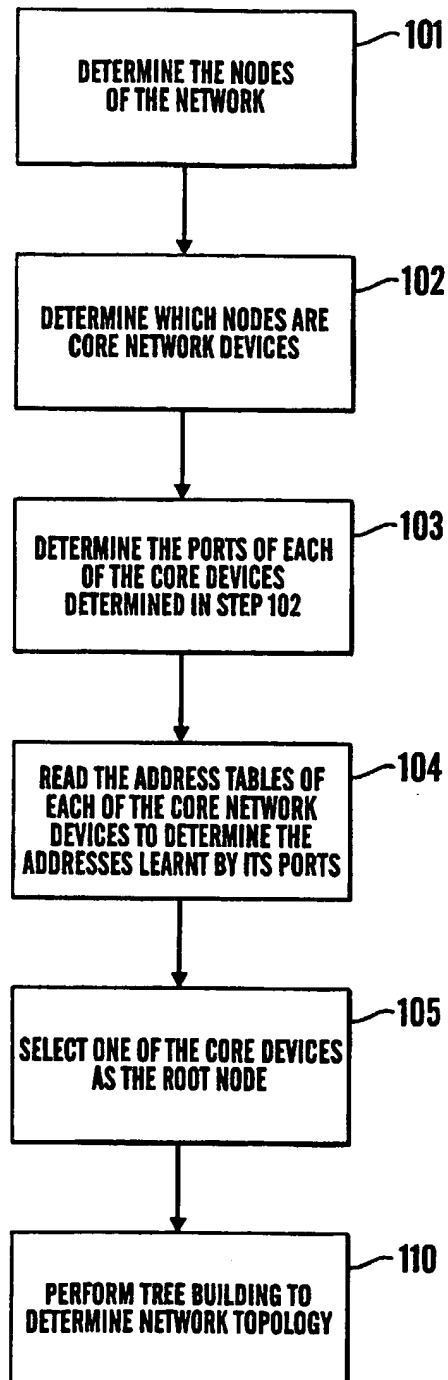 101
DETERMINE THE NODES
OF THE NETWORK
102
DETERMINE WHICH NODES ARE
CORE NETWORK DEVICES
103
DETERMINE THE PORTS OF EACH
OF THE CORE DEVICES
DETERMINED IN STEP 102
104
READ THE ADDRESS TABLES OF
EACH OF THE CORE NETWORK
DEVICES TO DETERMINE THE
ADDRESSES LEARNT BY ITS PORTS
105
SELECT ONE OF THE CORE DEVICES
AS THE ROOT NODE
110
PERFORM TREE BUILDING TO
DETERMINE NETWORK TOPOLOGY